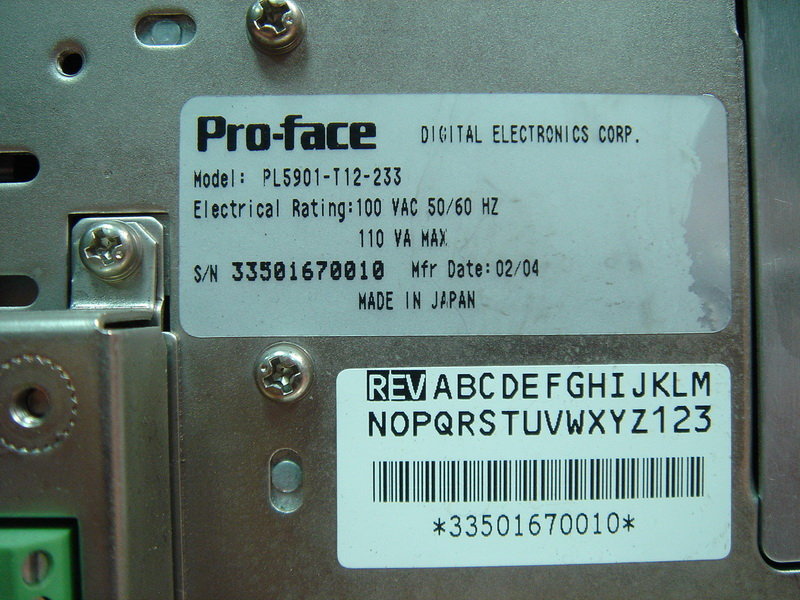 Pro-face DIGITAL ELECTRONICS CORP.
Model: PL5901-T12-233
Electrical Rating:100 VAC 50/60 HZ
110 VA MAX
S/N 33501670010 Mfr Date:02/04
MADE IN JAPAN
REV ABCDEFGHIJKLM
NOPQRSTUVWXYZ123
*33501670010*